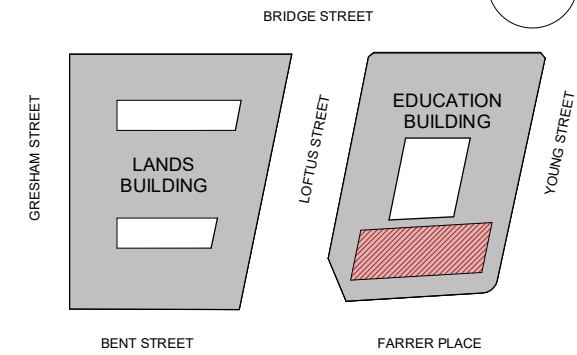 BRIDGE STREET
GRESHAM STREET
LANDS
BUILDING
LOFTUS STREET
EDUCATION
BUILDING
YOUNG STREET
BENT STREET
FARRER PLACE